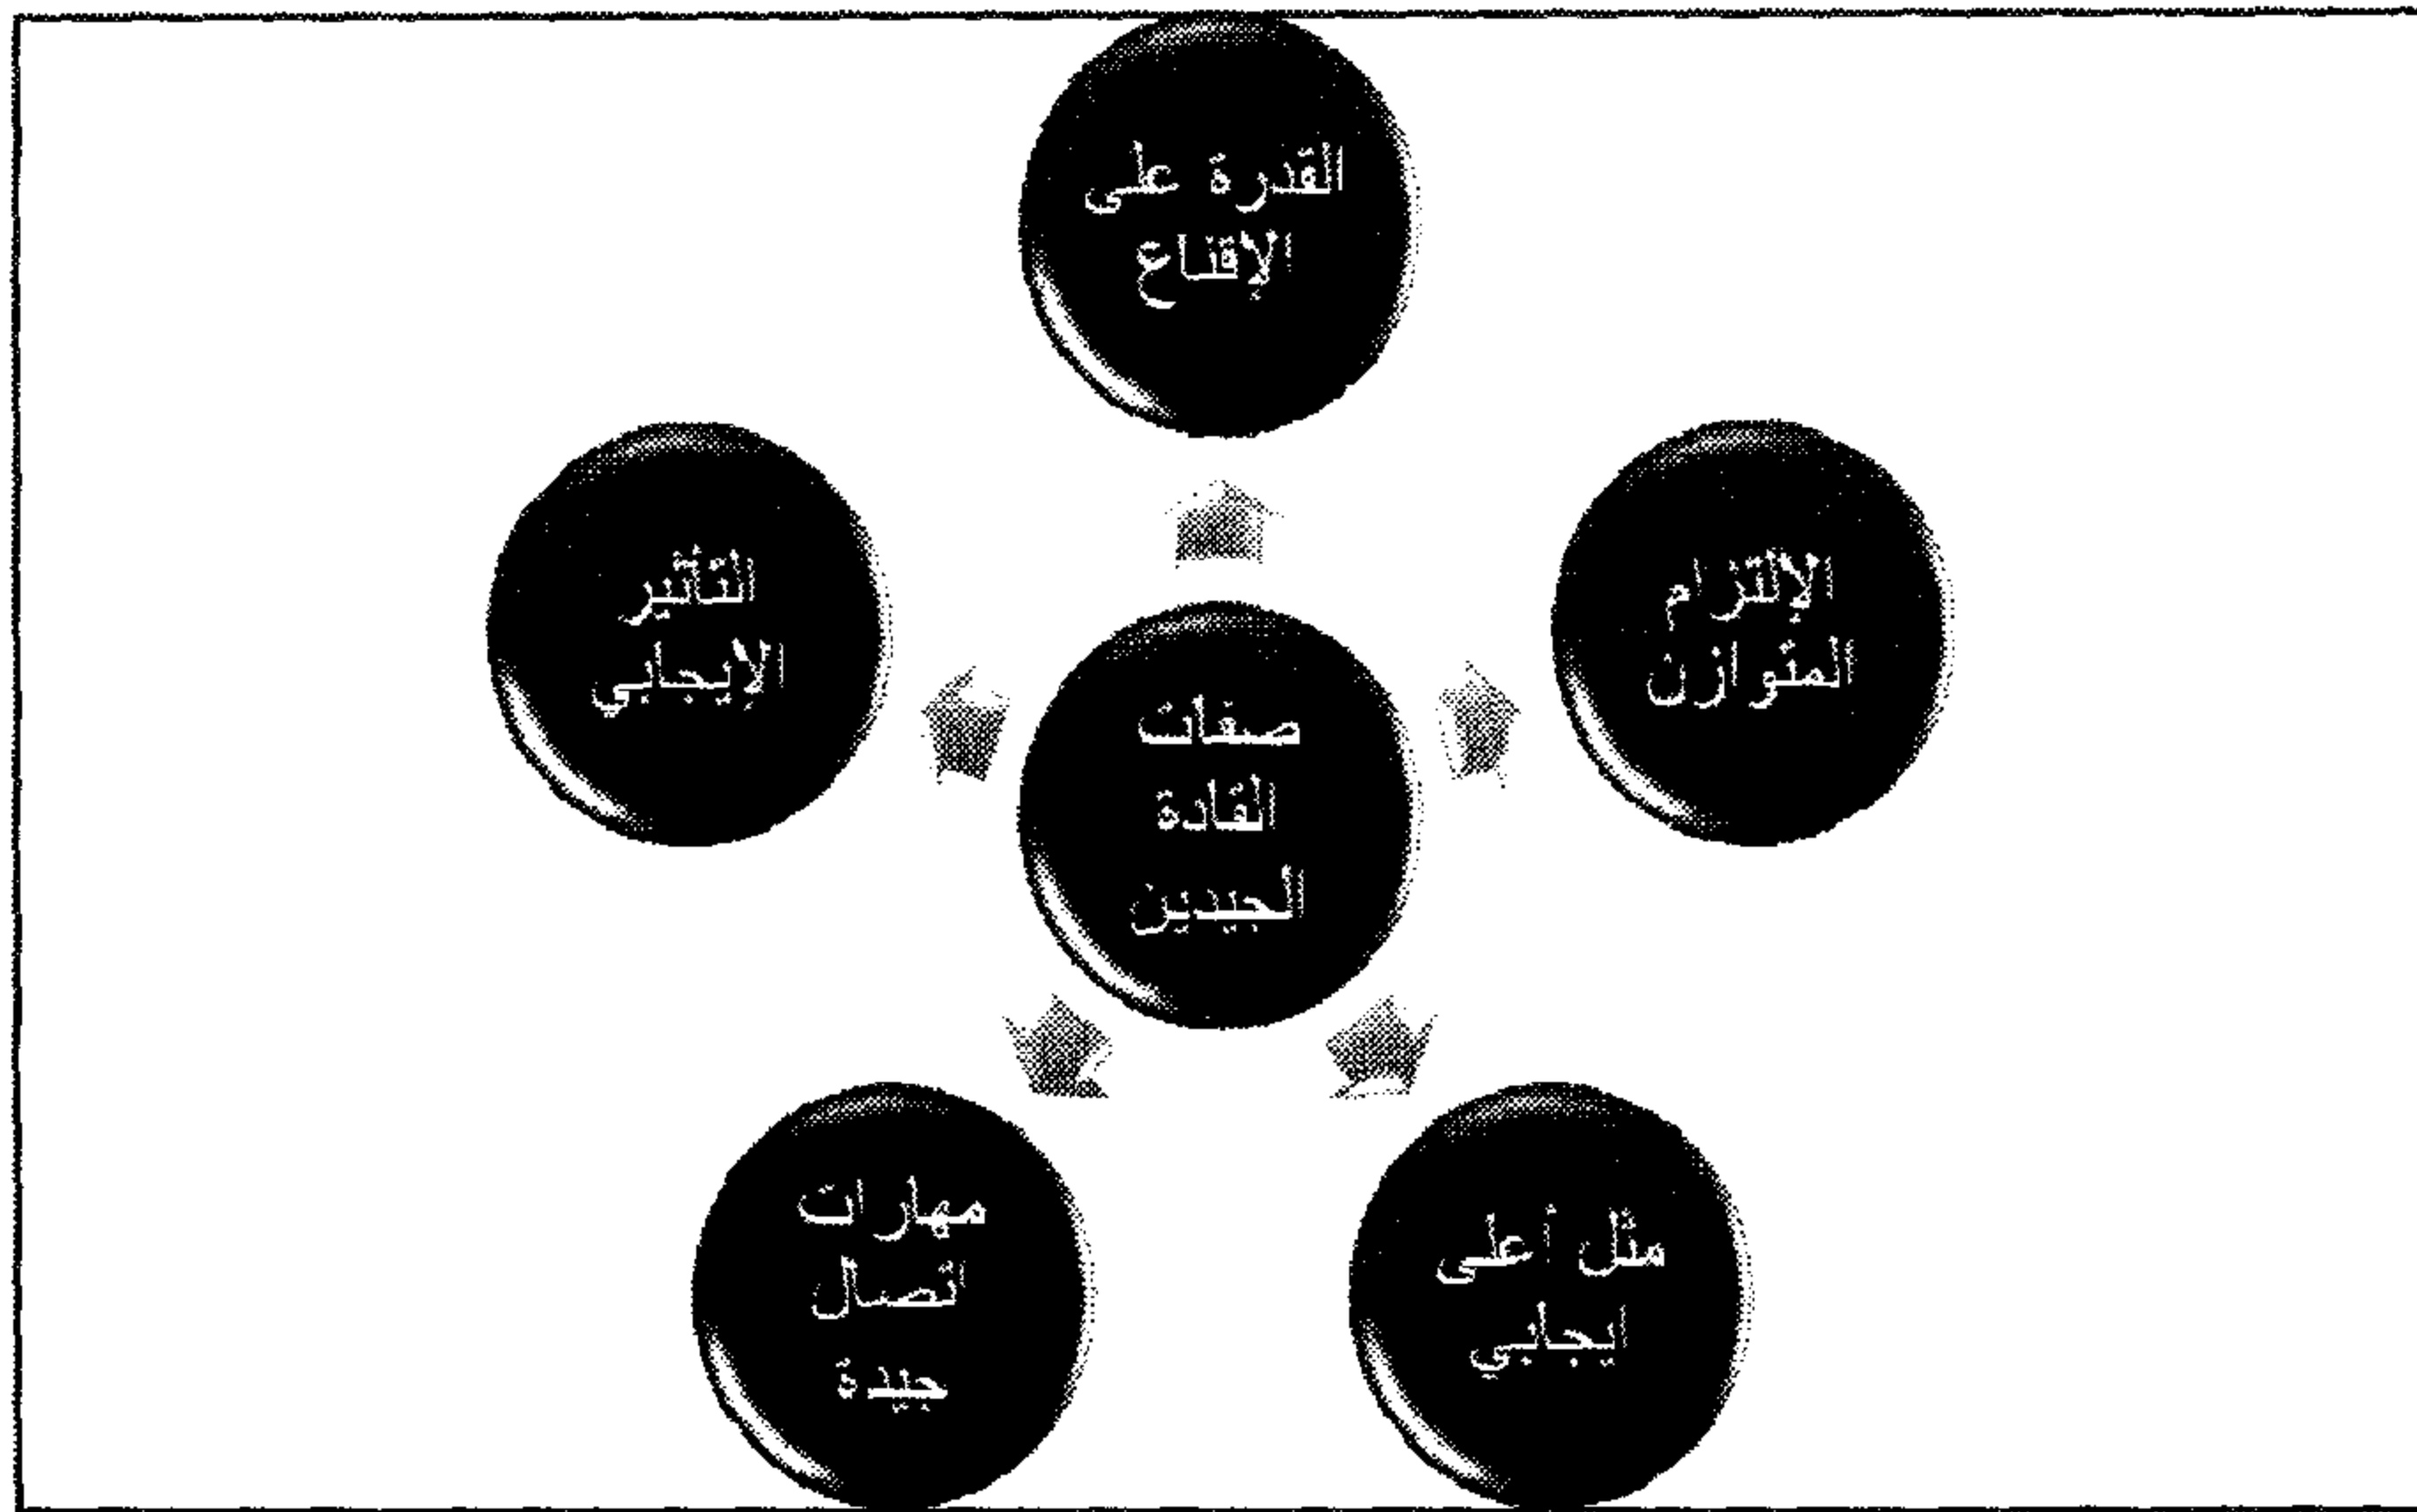 القدرة على
الإقناع
الإلتزام
المتوازن
التأثير
الإيجابي
صفات
القادة
الجيدين
مثل أعلى
ايجابي
مهارات
اتصال
جيدة